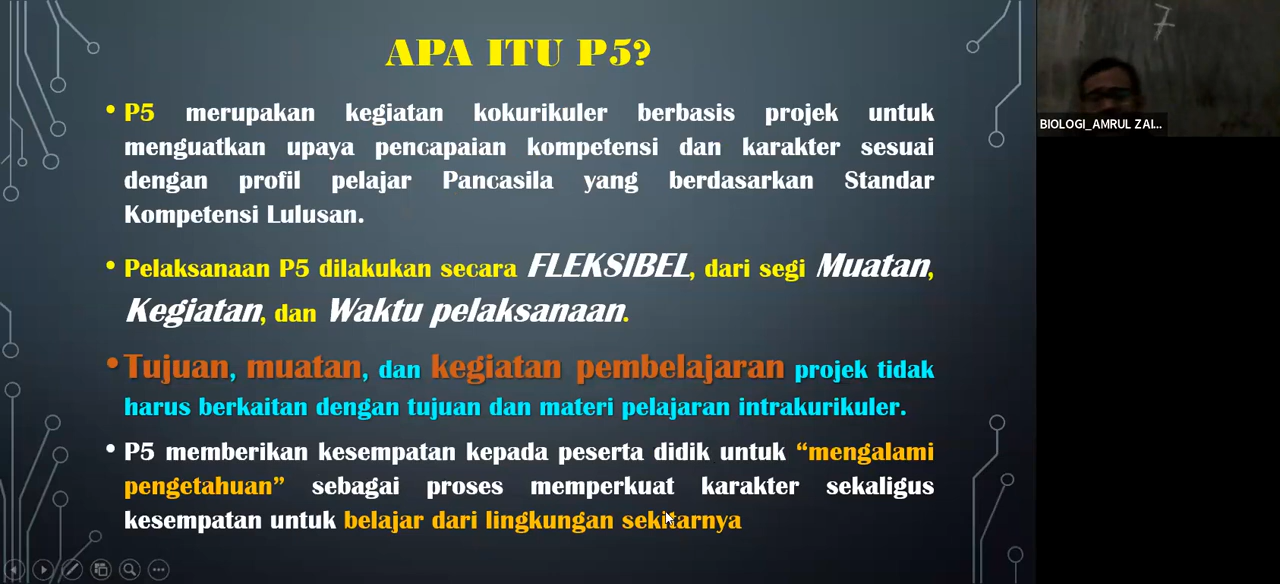 APA ITU P5?
• P5 merupakan kegiatan kokurikuler berbasis projek untuk
menguatkan upaya pencapaian kompetensi dan karakter sesuai
dengan profil pelajar Pancasila yang berdasarkan Standar
Kompetensi Lulusan.
• Pelaksanaan P5 dilakukan secara FLEKSIBEL, dari segi Muatan,
Kegiatan, dan Waktu pelaksanaan.
• Tujuan, muatan, dan kegiatan pembelajaran projek tidak
harus berkaitan dengan tujuan dan materi pelajaran intrakurikuler.
• P5 memberikan kesempatan kepada peserta didik untuk “mengalami
pengetahuan” sebagai proses memperkuat karakter sekaligus
kesempatan untuk belajar dari lingkungan sekitarnya
7
BIOLOGI_AMRUL ZAI...